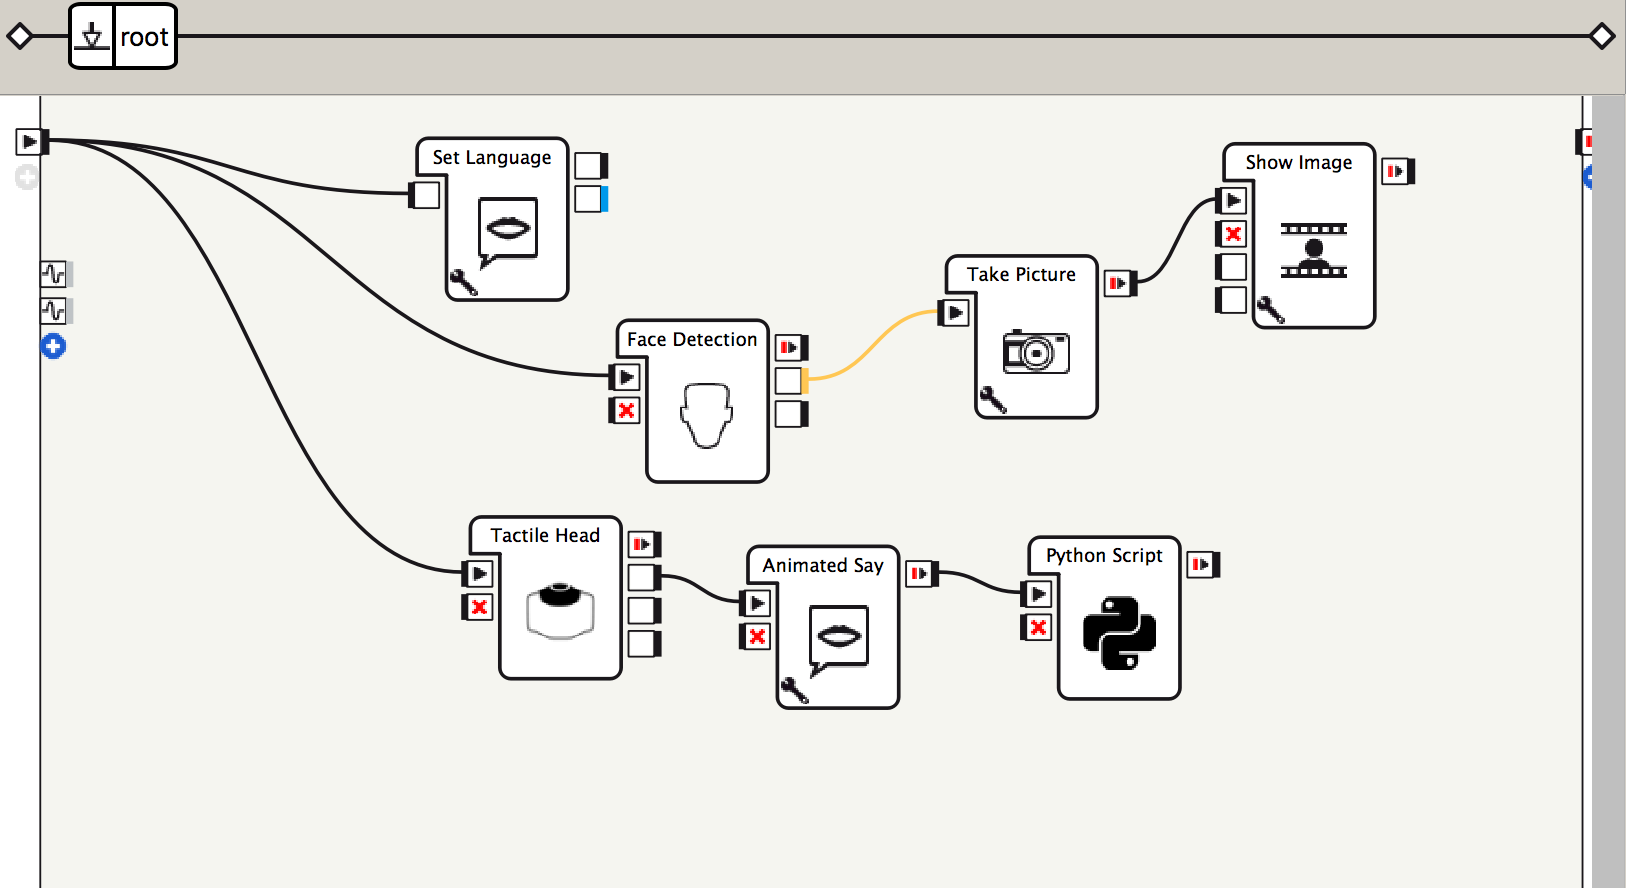 root
Set Language
Show Image
Take Picture
Face Detection
Tactile Head
Animated Say
Python Script